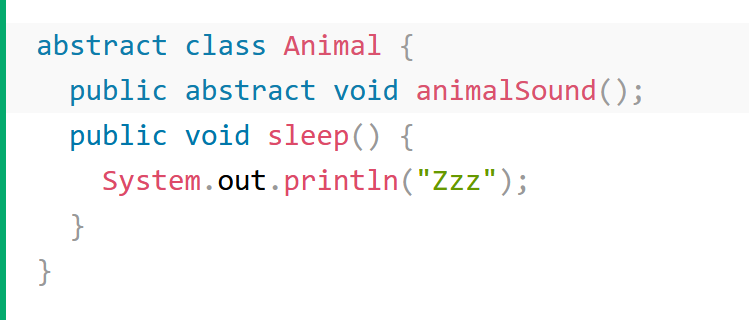 abstract class Animal {
  public abstract void animalSound();
  public void sleep() {
    System.out.println("Zzz");
  }
}